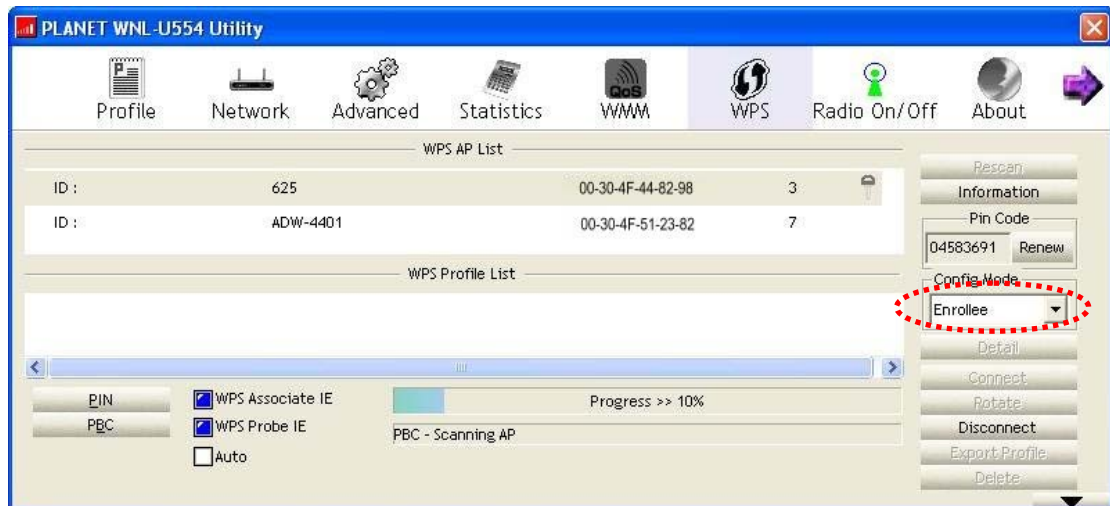 PLANET WNL-U554 Utility
Profile Network Advanced Statistics QoS WMM WPS Radio On/Off About
WPS AP List
Rescan
ID : 625 00-30-4F-44-82-98 3
Information
ID : ADW-4401 00-30-4F-51-23-82 7
Pin Code
04583691 Renew
WPS Profile List
Config Mode
Enrollee
Detail
Connect
PIN WPS Associate IE Progress >> 10%
Rotate
PBC WPS Probe IE PBC - Scanning AP
Disconnect
Auto
Export Profile
Delete